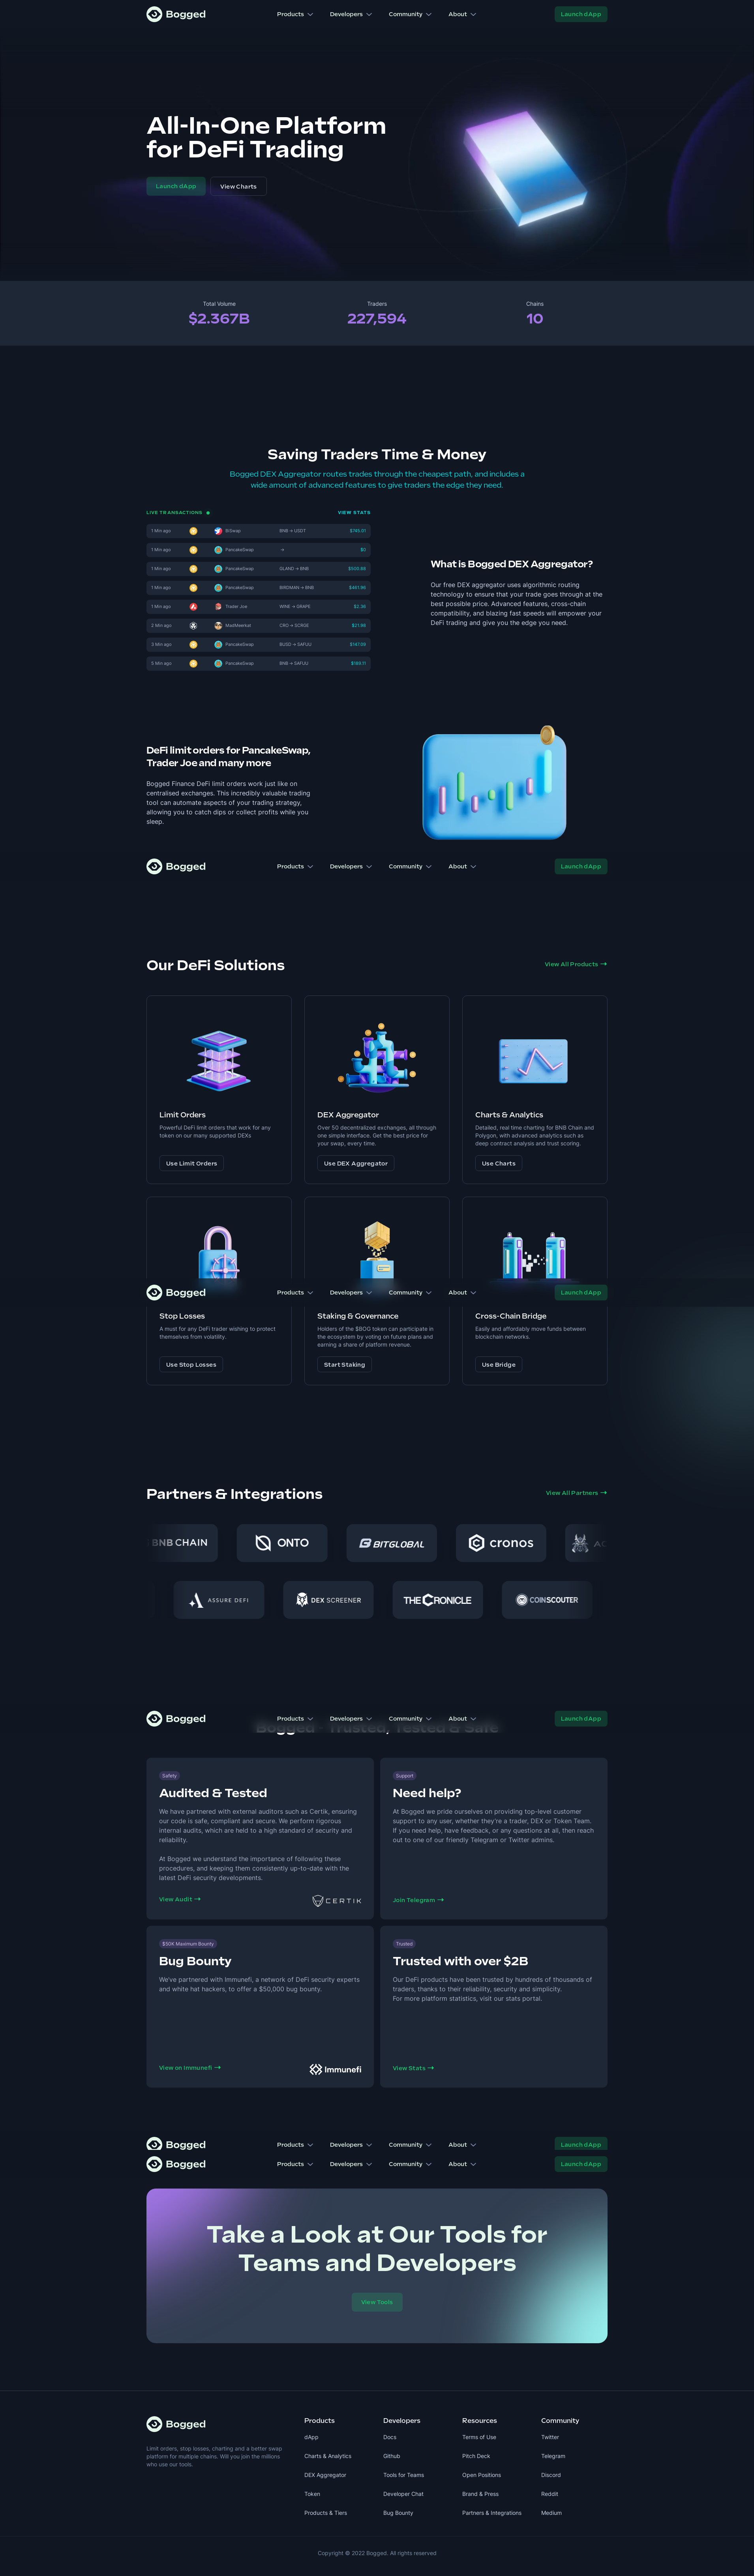 Bogged
Products
Developers
Community
About
Launch dApp
All-In-One Platform
for DeFi Trading
Launch dApp
View Charts
Total Volume
$2.367B
Traders
227,594
Chains
10
Saving Traders Time & Money
Bogged DEX Aggregator routes trades through the cheapest path, and includes a
wide amount of advanced features to give traders the edge they need.
LIVE TRANSACTIONS
VIEW STATS
1 Min ago BiSwap BNB → USDT $745.01
1 Min ago PancakeSwap → $0
1 Min ago PancakeSwap GLAND → BNB
1 Min ago PancakeSwap BIRDMAN → BNB
1 Min ago Trader Joe WINE → GRAPE
2 Min ago MadMeerkat CRO → SCRGE
3 Min ago PancakeSwap BUSD → SAFUU
5 Min ago PancakeSwap BNB → SAFUU
What is Bogged DEX Aggregator?
Our free DEX aggregator uses algorithmic routing
technology to ensure that your trade goes through at the
best possible price. Advanced features, cross-chain
compatibility, and blazing fast speeds will empower your
DeFi trading and give you the edge you need.
DeFi limit orders for PancakeSwap,
Trader Joe and many more
Bogged Finance DeFi limit orders work just like on
centralised exchanges. This incredibly valuable trading
tool can automate aspects of your trading strategy,
allowing you to catch dips or collect profits while you
sleep.
Bogged
Products
Developers
Community
About
Launch dApp
Our DeFi Solutions
View All Products →
Limit Orders
Powerful DeFi limit orders that work for any
token on our many supported DEXs
Use Limit Orders
DEX Aggregator
Over 50 decentralized exchanges, all through
one simple interface. Get the best price for
your swap, every time.
Use DEX Aggregator
Charts & Analytics
Detailed, real time charting for BNB Chain and
Polygon, with advanced analytics such as
deep contract analysis and trust scoring.
Use Charts
Bogged
Products
Developers
Community
About
Launch dApp
Stop Losses
A must for any DeFi trader wishing to protect
themselves from volatility.
Use Stop Losses
Staking & Governance
Holders of the $BOG token can participate in
the ecosystem by voting on future plans and
earning a share of platform revenue.
Start Staking
Cross-Chain Bridge
Easily and affordably move funds between
blockchain networks.
Use Bridge
Partners & Integrations
View All Partners →
BNB CHAIN
ONTO
BITGLOBAL
cronos
AC
ASSURE DEFI
DEX SCREENER
THE CRONICLE
COINSCOUTER
Bogged
Products
Developers
Community
About
Launch dApp
Bogged - Trusted, Tested & Safe
Safety
Audited & Tested
We have partnered with external auditors such as Certik, ensuring
our code is safe, compliant and secure. We perform rigorous
internal audits, which are held to a high standard of security and
reliability.
At Bogged we understand the importance of following these
procedures, and keeping them consistently up-to-date with the
latest DeFi security developments.
View Audit →
CERTIK
Support
Need help?
At Bogged we pride ourselves on providing top-level customer
support to any user, whether they're a trader, DEX or Token Team.
If you need help, have feedback, or any questions at all, then reach
out to one of our friendly Telegram or Twitter admins.
Join Telegram →
$50K Maximum Bounty
Bug Bounty
We've partnered with Immunefi, a network of DeFi security experts
and white hat hackers, to offer a $50,000 bug bounty.
View on Immunefi →
Immunefi
Trusted
Trusted with over $2B
Our DeFi products have been trusted by hundreds of thousands of
traders, thanks to their reliability, security and simplicity.
For more platform statistics, visit our stats portal.
View Stats →
Bogged
Products
Developers
Community
About
Launch dApp
Bogged
Products
Developers
Community
About
Launch dApp
Take a Look at Our Tools for
Teams and Developers
View Tools
Bogged
Limit orders, stop losses, charting and a better swap
platform for multiple chains. Will you join the millions
who use our tools.
Products
dApp
Charts & Analytics
DEX Aggregator
Token
Products & Tiers
Developers
Docs
Github
Tools for Teams
Developer Chat
Bug Bounty
Resources
Terms of Use
Pitch Deck
Open Positions
Brand & Press
Partners & Integrations
Community
Twitter
Telegram
Discord
Reddit
Medium
Copyright © 2022 Bogged. All rights reserved